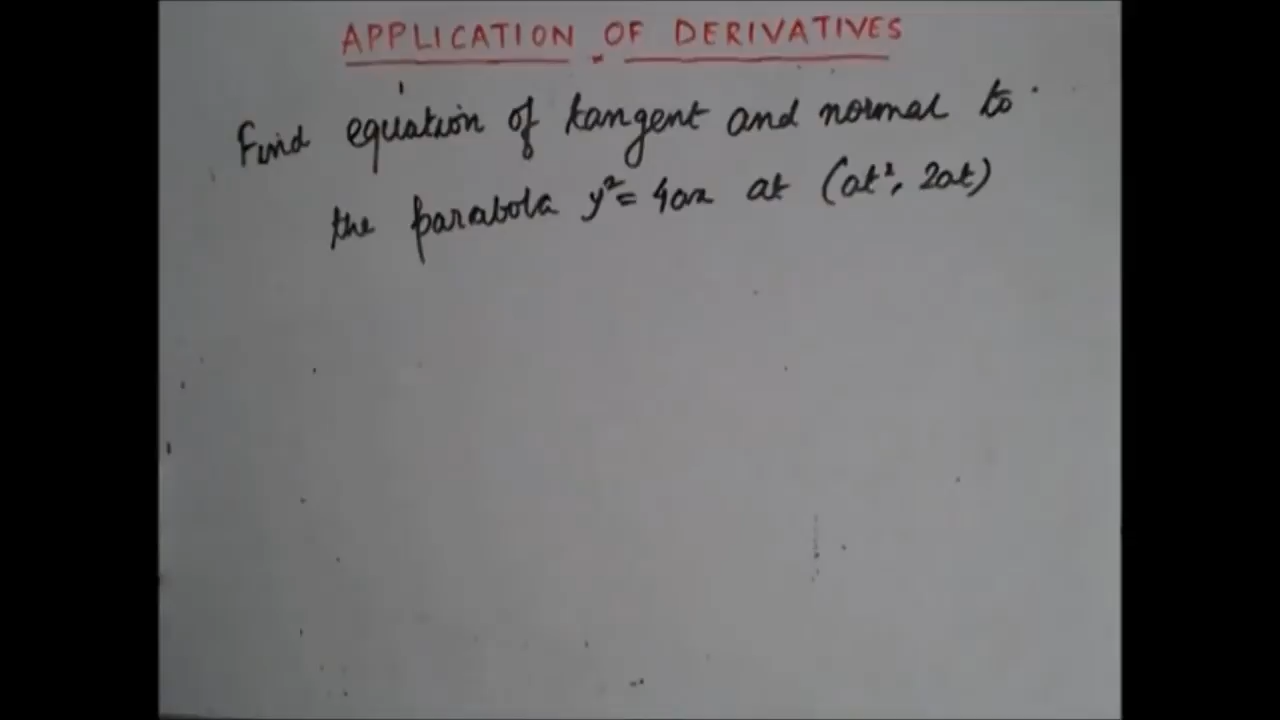 APPLICATION OF DERIVATIVES
Find equation of tangent and normal to
the parabola y² = 4ax at (at², 2at)